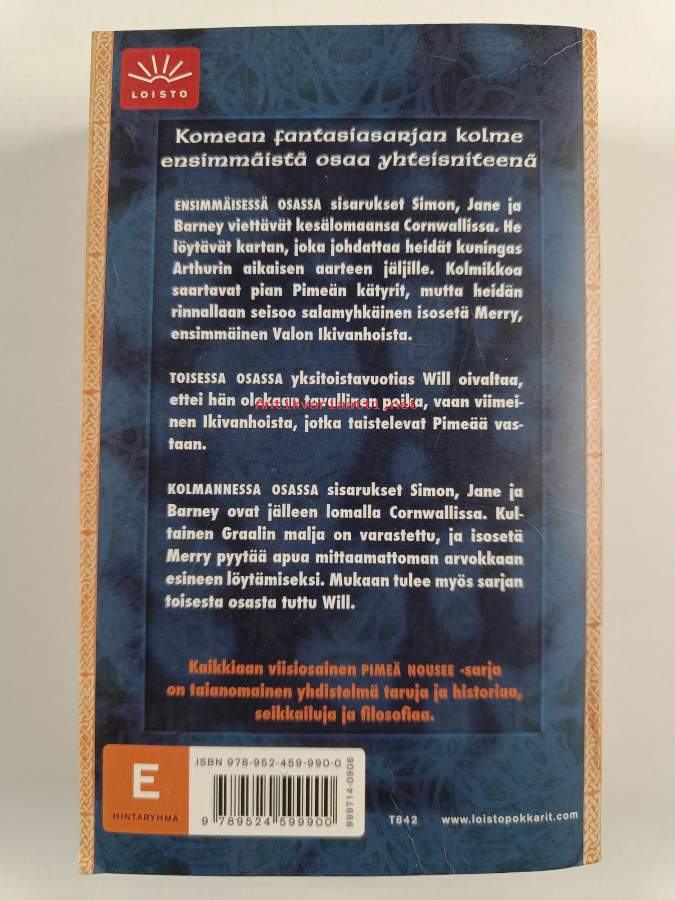 LOISTO
Komean fantasiasarjan kolme
ensimmäistä osaa yhteisniteenä
ENSIMMÄISESSÄ OSASSA sisarukset Simon, Jane ja
Barney viettävät kesälomaansa Cornwallissa. He
löytävät kartan, joka johdattaa heidät kuningas
Arthurin aikaisen aarteen jäljille. Kolmikkoa
saartavat pian Pimeän kätyrit, mutta heidän
rinnallaan seisoo salamyhkäinen isosetä Merry,
ensimmäinen Valon Ikivanhoista.
TOISESSA OSASSA yksitoistavuotias Will oivaltaa,
ettei hän olekaan tavallinen poika, vaan viimei-
Antikvariaatti.net
nen Ikivanhoista, jotka taistelevat Pimeää vas-
taan.
KOLMANNESSA OSASSA sisarukset Simon, Jane ja
Barney ovat jälleen lomalla Cornwallissa. Kul-
tainen Graalin malja on varastettu, ja isosetä
Merry pyytää apua mittaamattoman arvokkaan
esineen löytämiseksi. Mukaan tulee myös sarjan
toisesta osasta tuttu Will.
Kaikkiaan viisiosainen PIMEÄ NOUSEE -sarja
on taianomainen yhdistelmä taruja ja historiaa,
seikkailuja ja filosofiaa.
E
HINTARYHMÄ
ISBN 978-952-459-990-0
9 789524 599900
999714-0906
T842 www.loistopokkarit.com